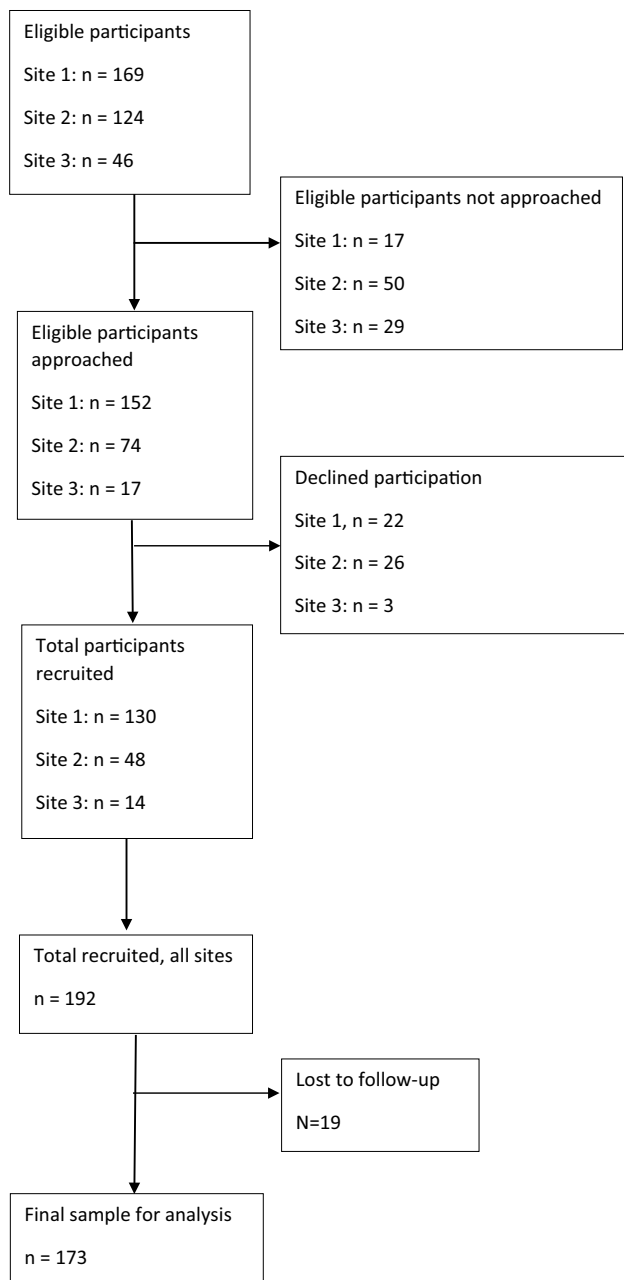 Eligible participants
Site 1: n = 169
Site 2: n = 124
Site 3: n = 46
Eligible participants not approached
Site 1: n = 17
Site 2: n = 50
Site 3: n = 29
Eligible participants
approached
Site 1: n = 152
Site 2: n = 74
Site 3: n = 17
Declined participation
Site 1, n = 22
Site 2: n = 26
Site 3: n = 3
Total participants
recruited
Site 1: n = 130
Site 2: n = 48
Site 3: n = 14
Total recruited, all sites
n = 192
Lost to follow-up
N=19
Final sample for analysis
n = 173